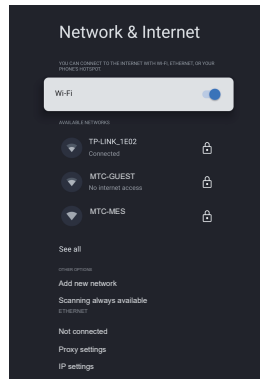 Network & Internet
YOU CAN CONNECT TO THE INTERNET WITH WI-FI, ETHERNET, OR YOUR
PHONE'S HOTSPOT.
Wi-Fi
AVAILABLE NETWORKS
TP-LINK_1E02
Connected
MTC-GUEST
No internet access
MTC-MES
See all
OTHER OPTIONS
Add new network
Scanning always available
ETHERNET
Not connected
Proxy settings
IP settings